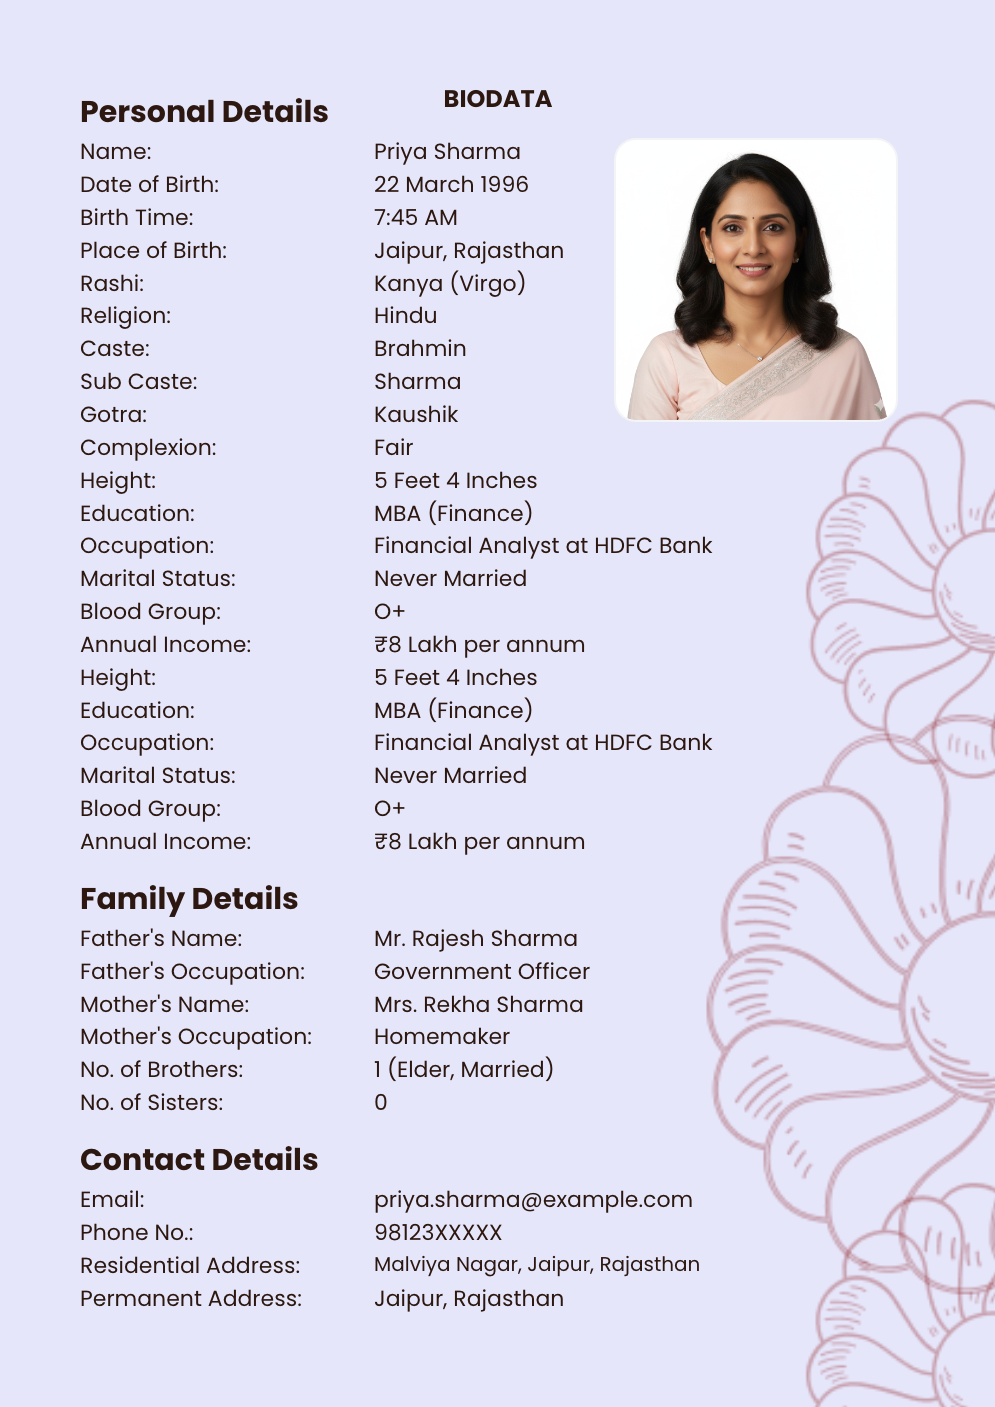 BIODATA
Personal Details
Name: Priya Sharma
Date of Birth: 22 March 1996
Birth Time: 7:45 AM
Place of Birth: Jaipur, Rajasthan
Rashi: Kanya (Virgo)
Religion: Hindu
Caste: Brahmin
Sub Caste: Sharma
Gotra: Kaushik
Complexion: Fair
Height: 5 Feet 4 Inches
Education: MBA (Finance)
Occupation: Financial Analyst at HDFC Bank
Marital Status: Never Married
Blood Group: O+
Annual Income: ₹8 Lakh per annum
Height: 5 Feet 4 Inches
Education: MBA (Finance)
Occupation: Financial Analyst at HDFC Bank
Marital Status: Never Married
Blood Group: O+
Annual Income: ₹8 Lakh per annum
Family Details
Father's Name: Mr. Rajesh Sharma
Father's Occupation: Government Officer
Mother's Name: Mrs. Rekha Sharma
Mother's Occupation: Homemaker
No. of Brothers: 1 (Elder, Married)
No. of Sisters: 0
Contact Details
Email: priya.sharma@example.com
Phone No.: 98123XXXXX
Residential Address: Malviya Nagar, Jaipur, Rajasthan
Permanent Address: Jaipur, Rajasthan